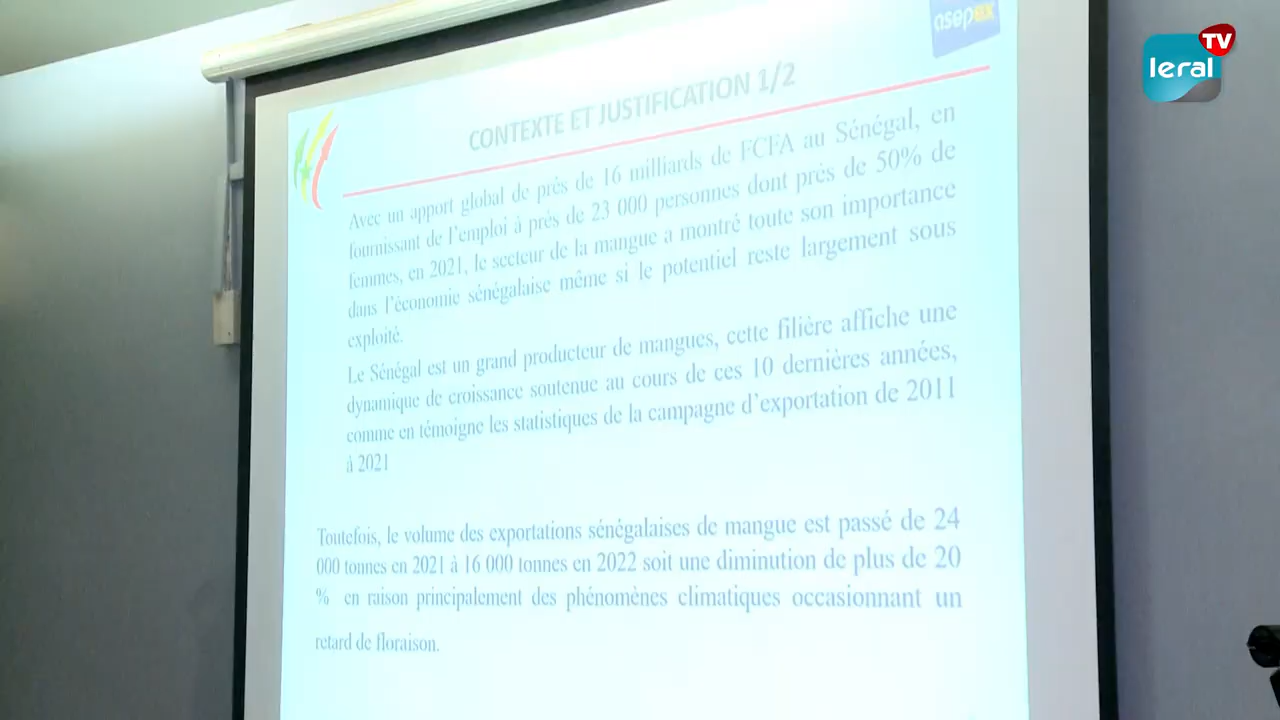 asepex
leral
TV
CONTEXTE ET JUSTIFICATION 1/2
Avec un apport global de près de 16 milliards de FCFA au Sénégal, en
fournissant de l'emploi à près de 23 000 personnes dont près de 50% de
femmes, en 2021, le secteur de la mangue a montré toute son importance
dans l'économie sénégalaise même si le potentiel reste largement sous
exploité.
Le Sénégal est un grand producteur de mangues, cette filière affiche une
dynamique de croissance soutenue au cours de ces 10 dernières années,
comme en témoigne les statistiques de la campagne d'exportation de 2011
à 2021
Toutefois, le volume des exportations sénégalaises de mangue est passé de 24
000 tonnes en 2021 à 16 000 tonnes en 2022 soit une diminution de plus de 20
% en raison principalement des phénomènes climatiques occasionnant un
retard de floraison.